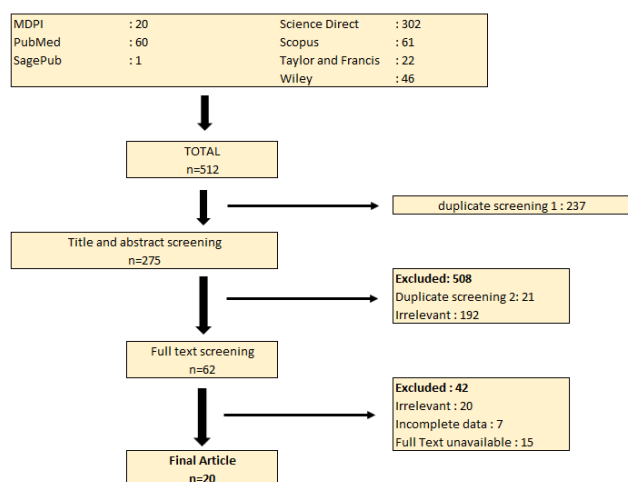 MDPI : 20
PubMed : 60
SagePub : 1
Science Direct : 302
Scopus : 61
Taylor and Francis : 22
Wiley : 46
TOTAL
n=512
duplicate screening 1 : 237
Title and abstract screening
n=275
Excluded: 508
Duplicate screening 2: 21
Irrelevant : 192
Full text screening
n=62
Excluded : 42
Irrelevant : 20
Incomplete data : 7
Full Text unavailable : 15
Final Article
n=20